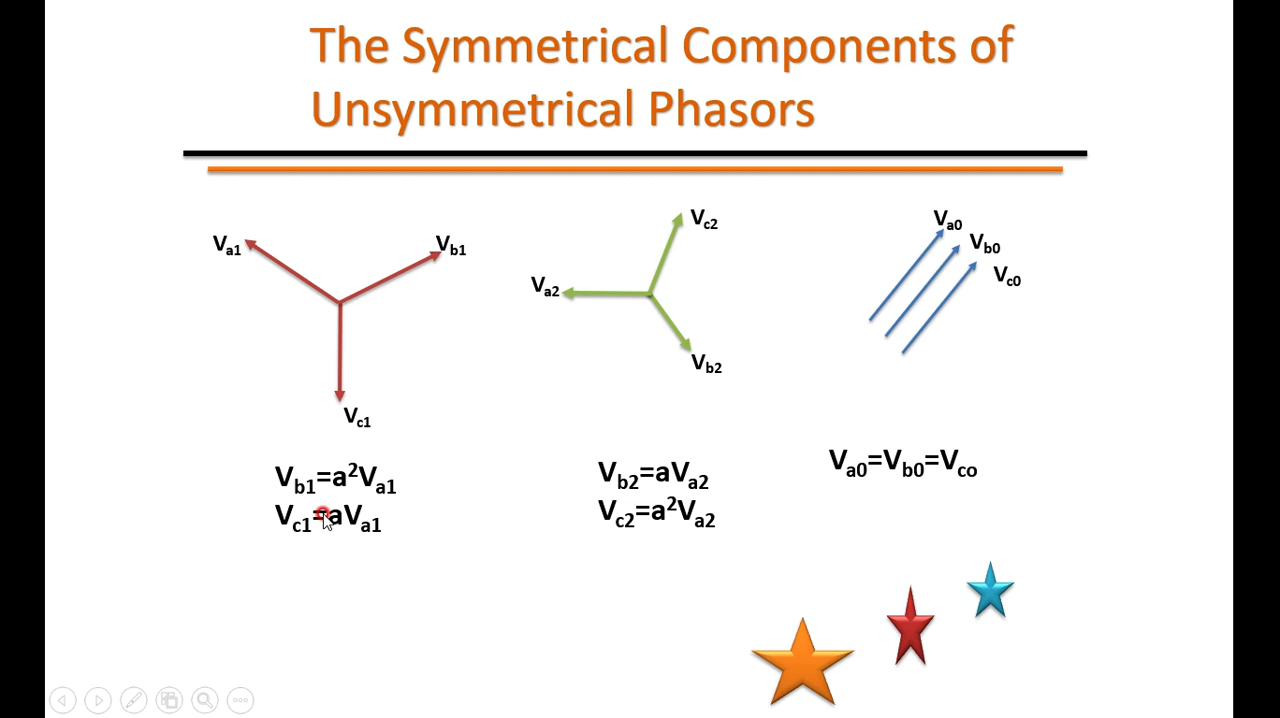 The Symmetrical Components of
Unsymmetrical Phasors
Va1
Vb1
Vc1
Vc2
Va2
Vb2
Va0
Vb0
Vc0
Vb1=a²Va1
Vc1=aVa1
Vb2=aVa2
Vc2=a²Va2
Va0=Vb0=Vco